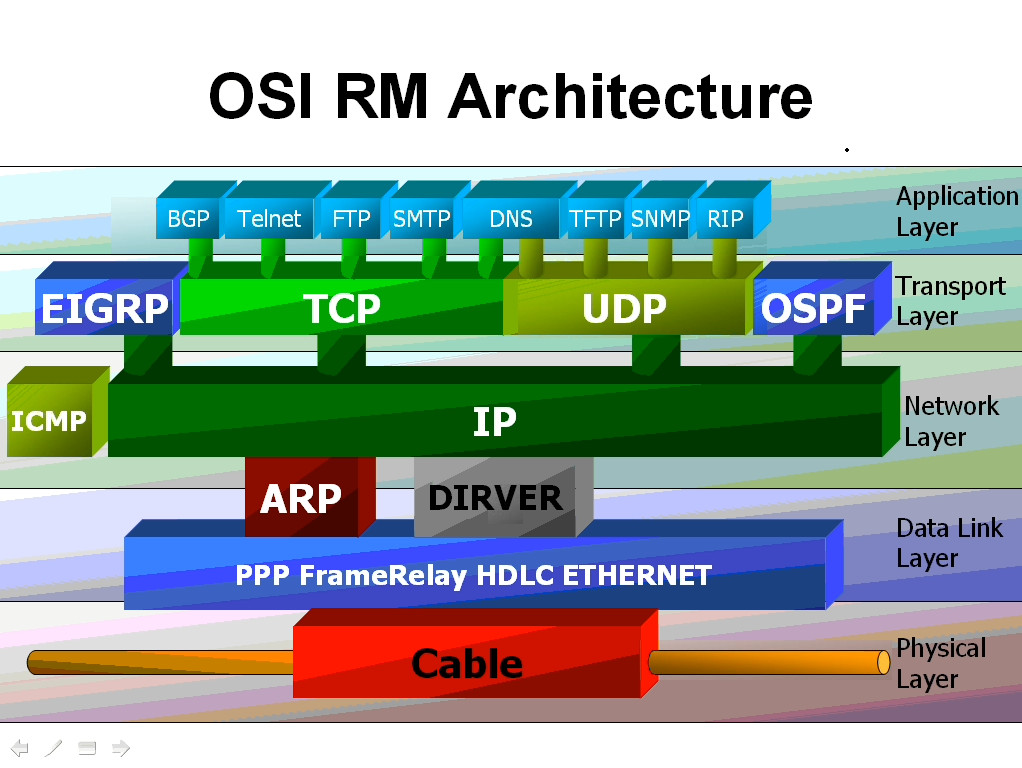 OSI RM Architecture
BGP Telnet FTP SMTP DNS TFTP SNMP RIP
Application
Layer
EIGRP TCP UDP OSPF
Transport
Layer
ICMP IP
Network
Layer
ARP DIRVER
Data Link
Layer
PPP FrameRelay HDLC ETHERNET
Cable
Physical
Layer